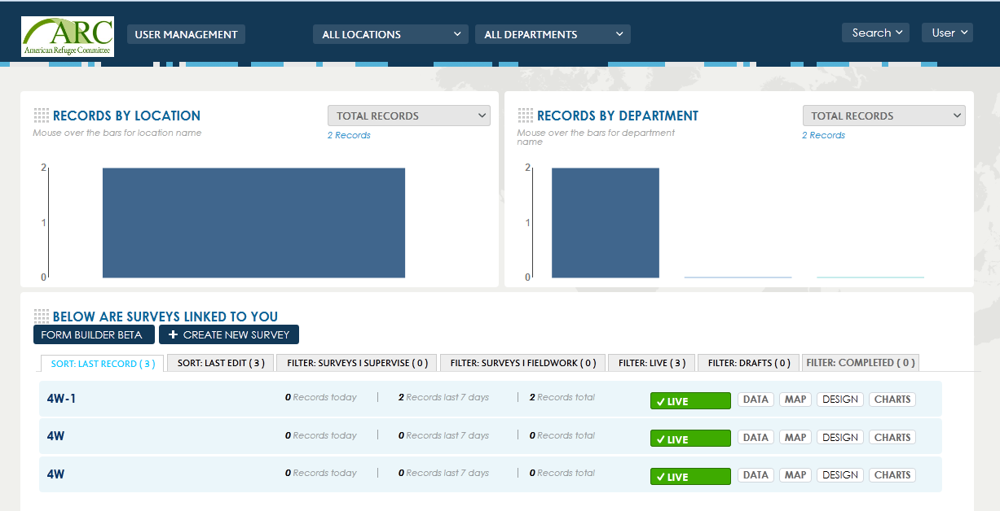 ARC
American Refugee Committee
USER MANAGEMENT
ALL LOCATIONS
ALL DEPARTMENTS
Search
User
RECORDS BY LOCATION
Mouse over the bars for location name
TOTAL RECORDS
2 Records
2
1
0
RECORDS BY DEPARTMENT
Mouse over the bars for department
name
TOTAL RECORDS
2 Records
2
1
0
BELOW ARE SURVEYS LINKED TO YOU
FORM BUILDER BETA
+ CREATE NEW SURVEY
SORT: LAST RECORD ( 3 ) SORT: LAST EDIT ( 3 ) FILTER: SURVEYS I SUPERVISE ( 0 ) FILTER: SURVEYS I FIELDWORK ( 0 ) FILTER: LIVE ( 3 ) FILTER: DRAFTS ( 0 ) FILTER: COMPLETED ( 0 )
4W-1 0 Records today | 2 Records last 7 days | 2 Records total ✓ LIVE DATA MAP DESIGN CHARTS
4W 0 Records today | 0 Records last 7 days | 0 Records total ✓ LIVE DATA MAP DESIGN CHARTS
4W 0 Records today | 0 Records last 7 days | 0 Records total ✓ LIVE DATA MAP DESIGN CHARTS